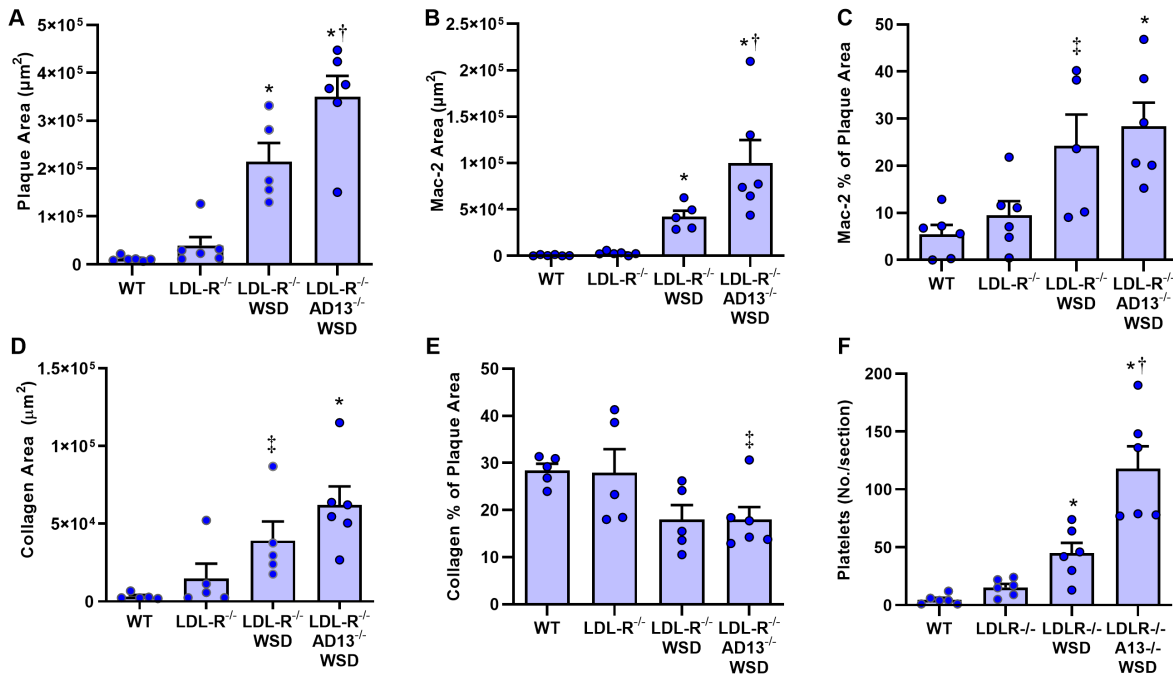 A
Plaque Area (μm²)
5×10⁵
4×10⁵
3×10⁵
2×10⁵
1×10⁵
0
*
*†
WT
LDL-R⁻/⁻
LDL-R⁻/⁻
WSD
LDL-R⁻/⁻
AD13⁻/⁻
WSD
B
Mac-2 Area (μm²)
2.5×10⁵
2.0×10⁵
1.5×10⁵
1×10⁵
5×10⁴
0
*
*†
WT
LDL-R⁻/⁻
LDL-R⁻/⁻
WSD
LDL-R⁻/⁻
AD13⁻/⁻
WSD
C
Mac-2 % of Plaque Area
50
40
30
20
10
0
‡
*
WT
LDL-R⁻/⁻
LDL-R⁻/⁻
WSD
LDL-R⁻/⁻
AD13⁻/⁻
WSD
D
Collagen Area (μm²)
1.5×10⁵
1×10⁵
5×10⁴
0
‡
*
WT
LDL-R⁻/⁻
LDL-R⁻/⁻
WSD
LDL-R⁻/⁻
AD13⁻/⁻
WSD
E
Collagen % of Plaque Area
50
40
30
20
10
0
‡
WT
LDL-R⁻/⁻
LDL-R⁻/⁻
WSD
LDL-R⁻/⁻
AD13⁻/⁻
WSD
F
Platelets (No./section)
200
150
100
50
0
*
*†
WT
LDLR-/-
LDLR-/-
WSD
LDLR-/-
A13-/-
WSD